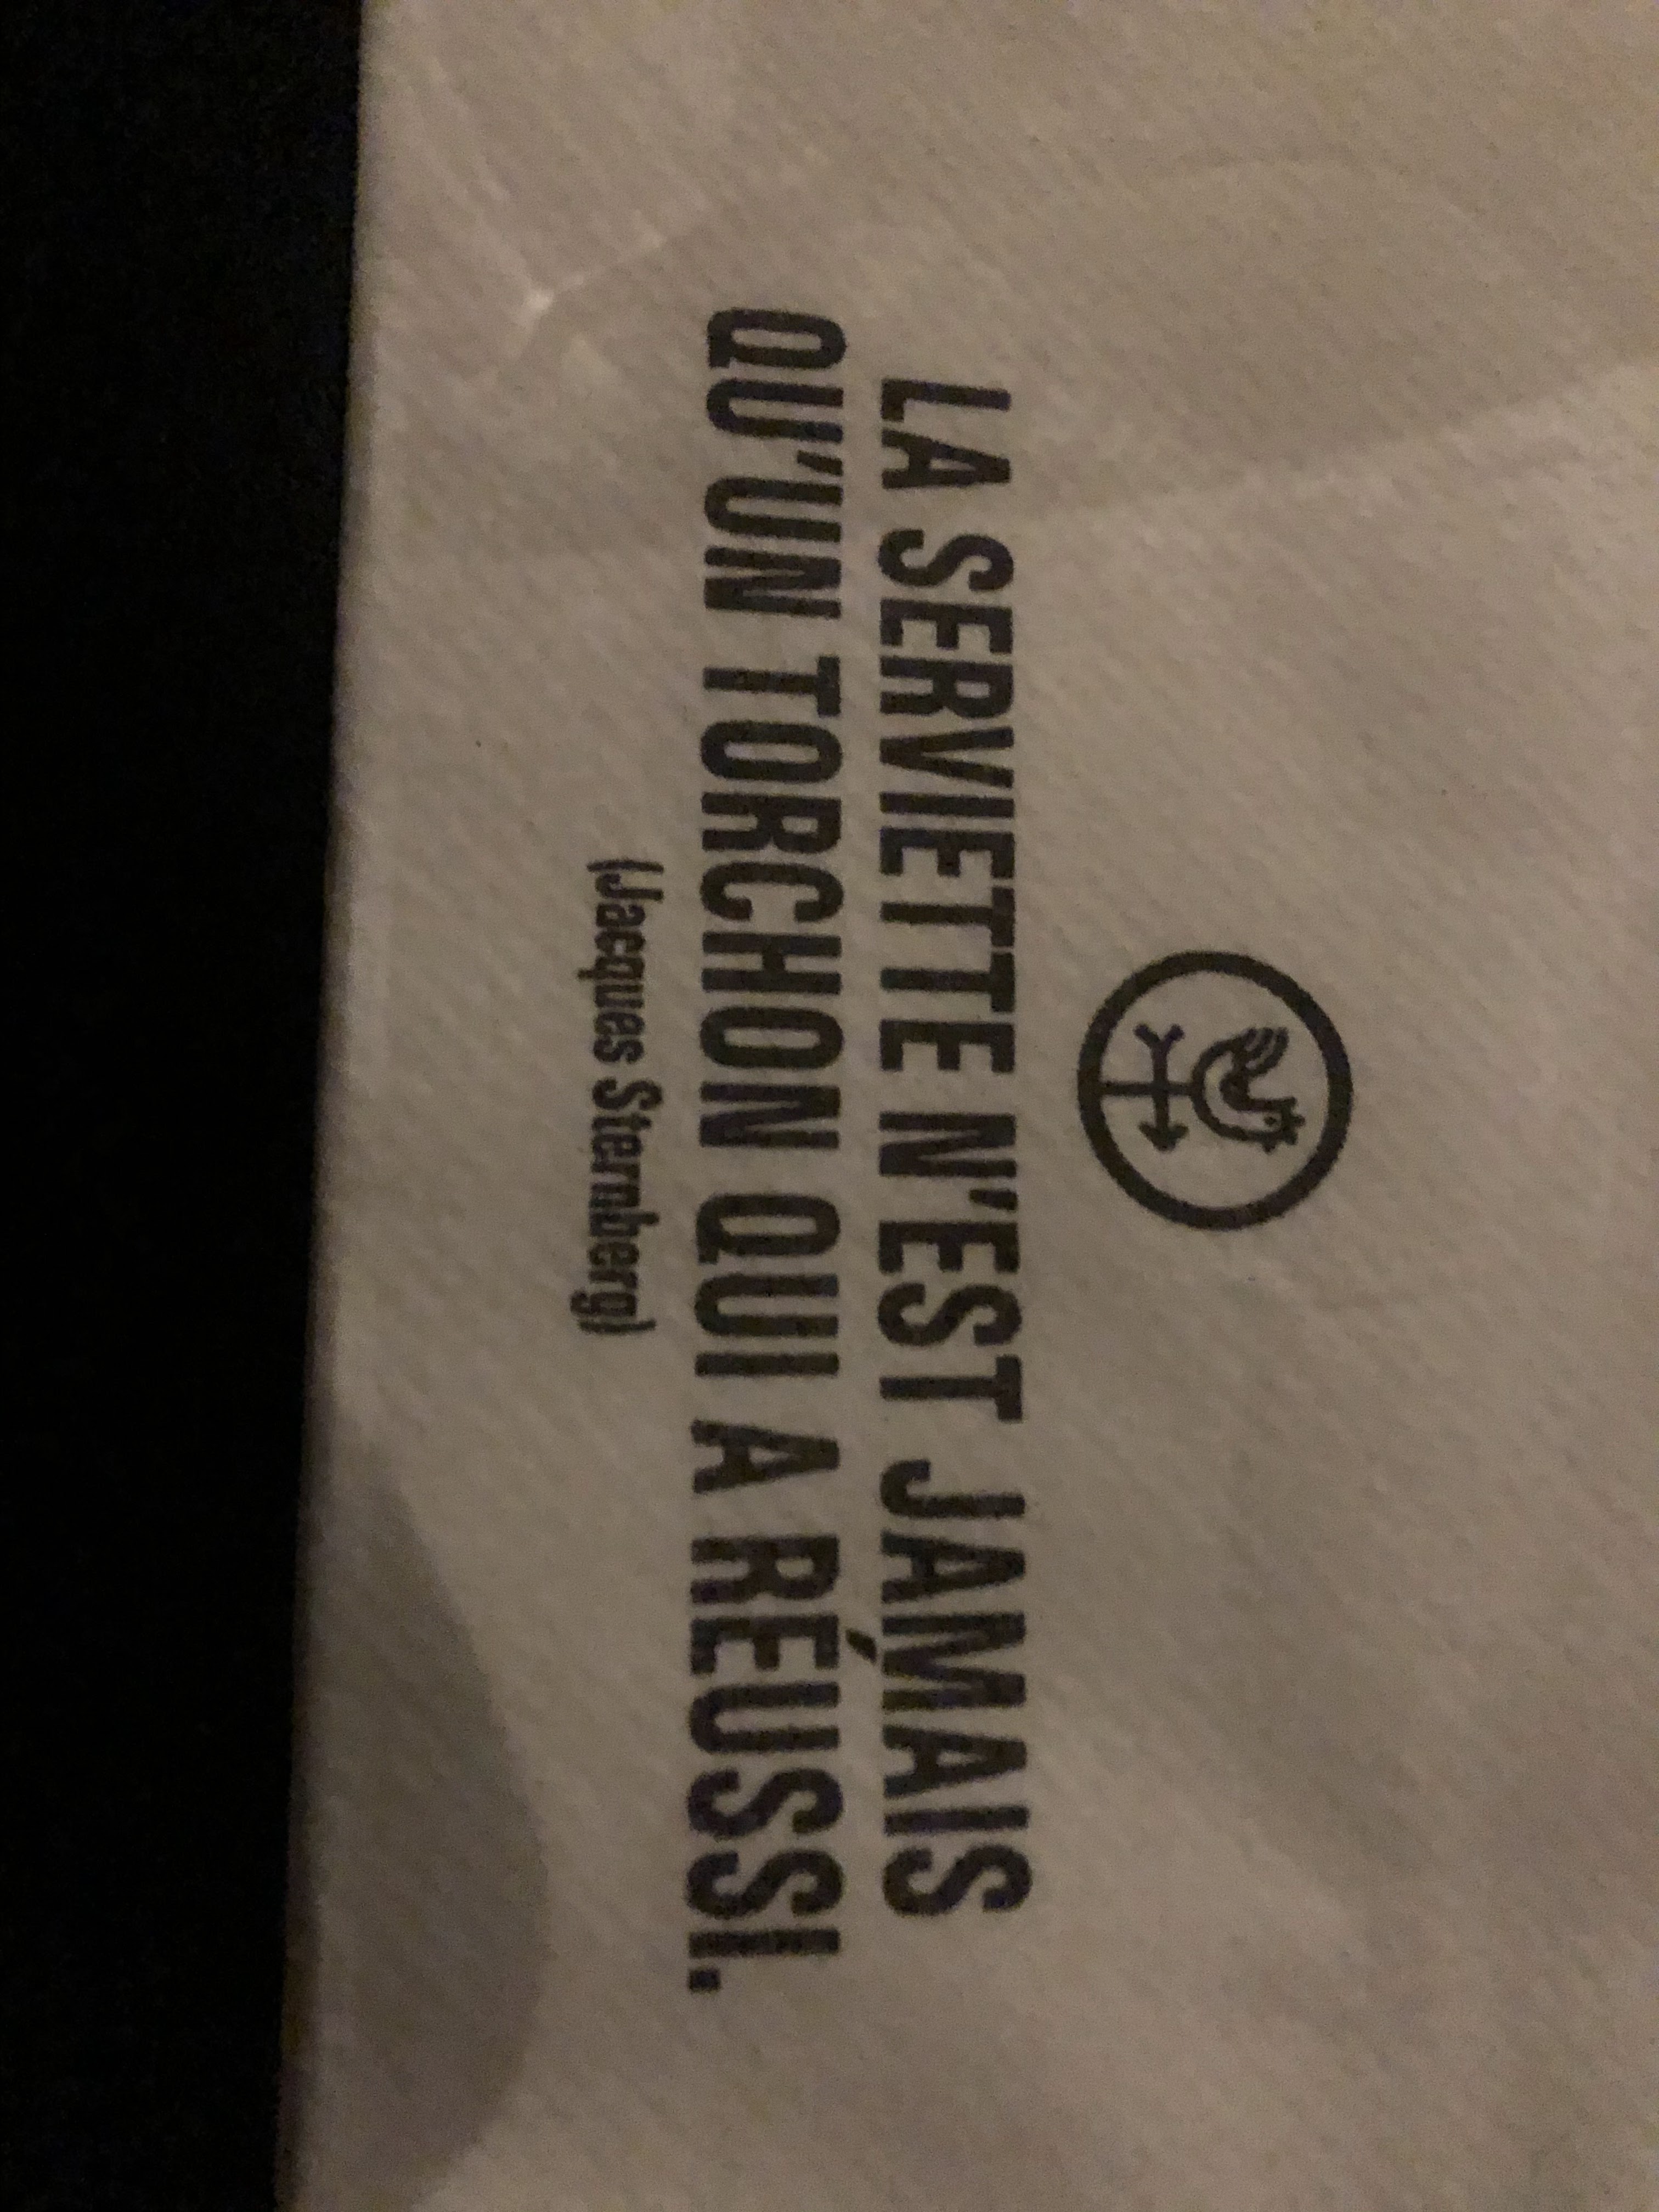 LA SERVIETTE N'EST JAMAIS
QU'UN TORCHON QUI A RÉUSSI.
(Jacques Sternberg)